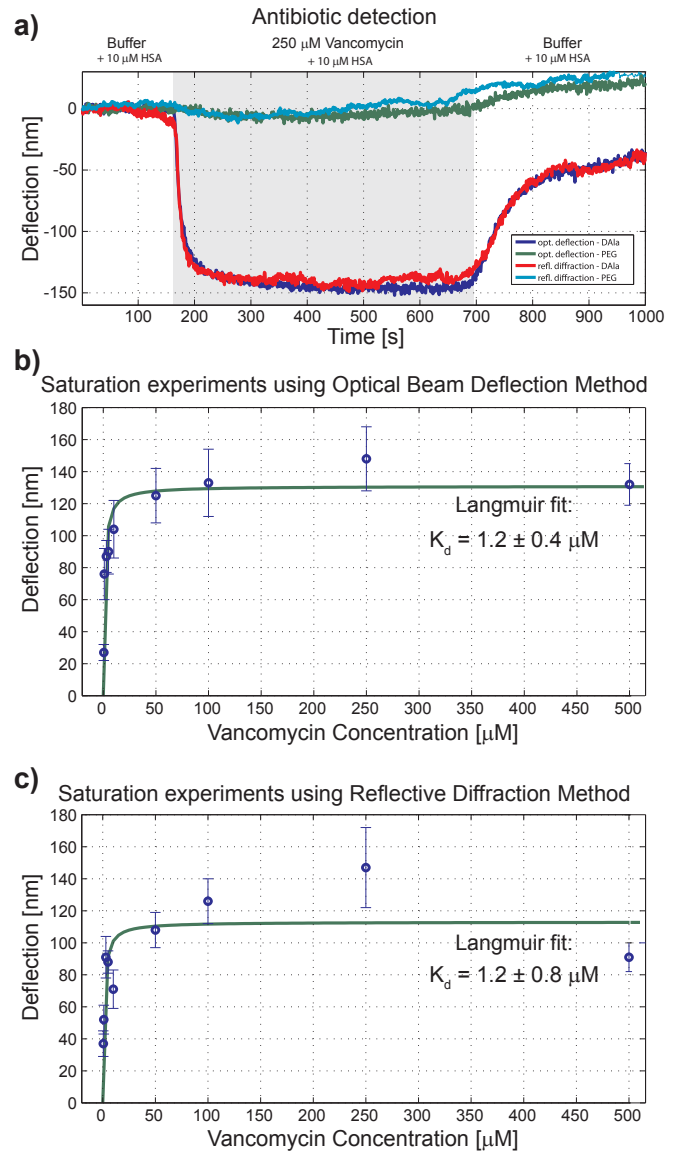 a)
Antibiotic detection
Buffer
+ 10 μM HSA
250 μM Vancomycin
+ 10 μM HSA
Buffer
+ 10 μM HSA
Deflection [nm]
0
-50
-100
-150
opt. deflection - DAla
opt. deflection - PEG
refl. diffraction - DAla
refl. diffraction - PEG
100 200 300 400 500 600 700 800 900 1000
Time [s]
b)
Saturation experiments using Optical Beam Deflection Method
Deflection [nm]
180
160
140
120
100
80
60
40
20
0
Langmuir fit:
K_d = 1.2 ± 0.4 μM
0 50 100 150 200 250 300 350 400 450 500
Vancomycin Concentration [μM]
c)
Saturation experiments using Reflective Diffraction Method
Deflection [nm]
180
160
140
120
100
80
60
40
20
0
Langmuir fit:
K_d = 1.2 ± 0.8 μM
0 50 100 150 200 250 300 350 400 450 500
Vancomycin Concentration [μM]